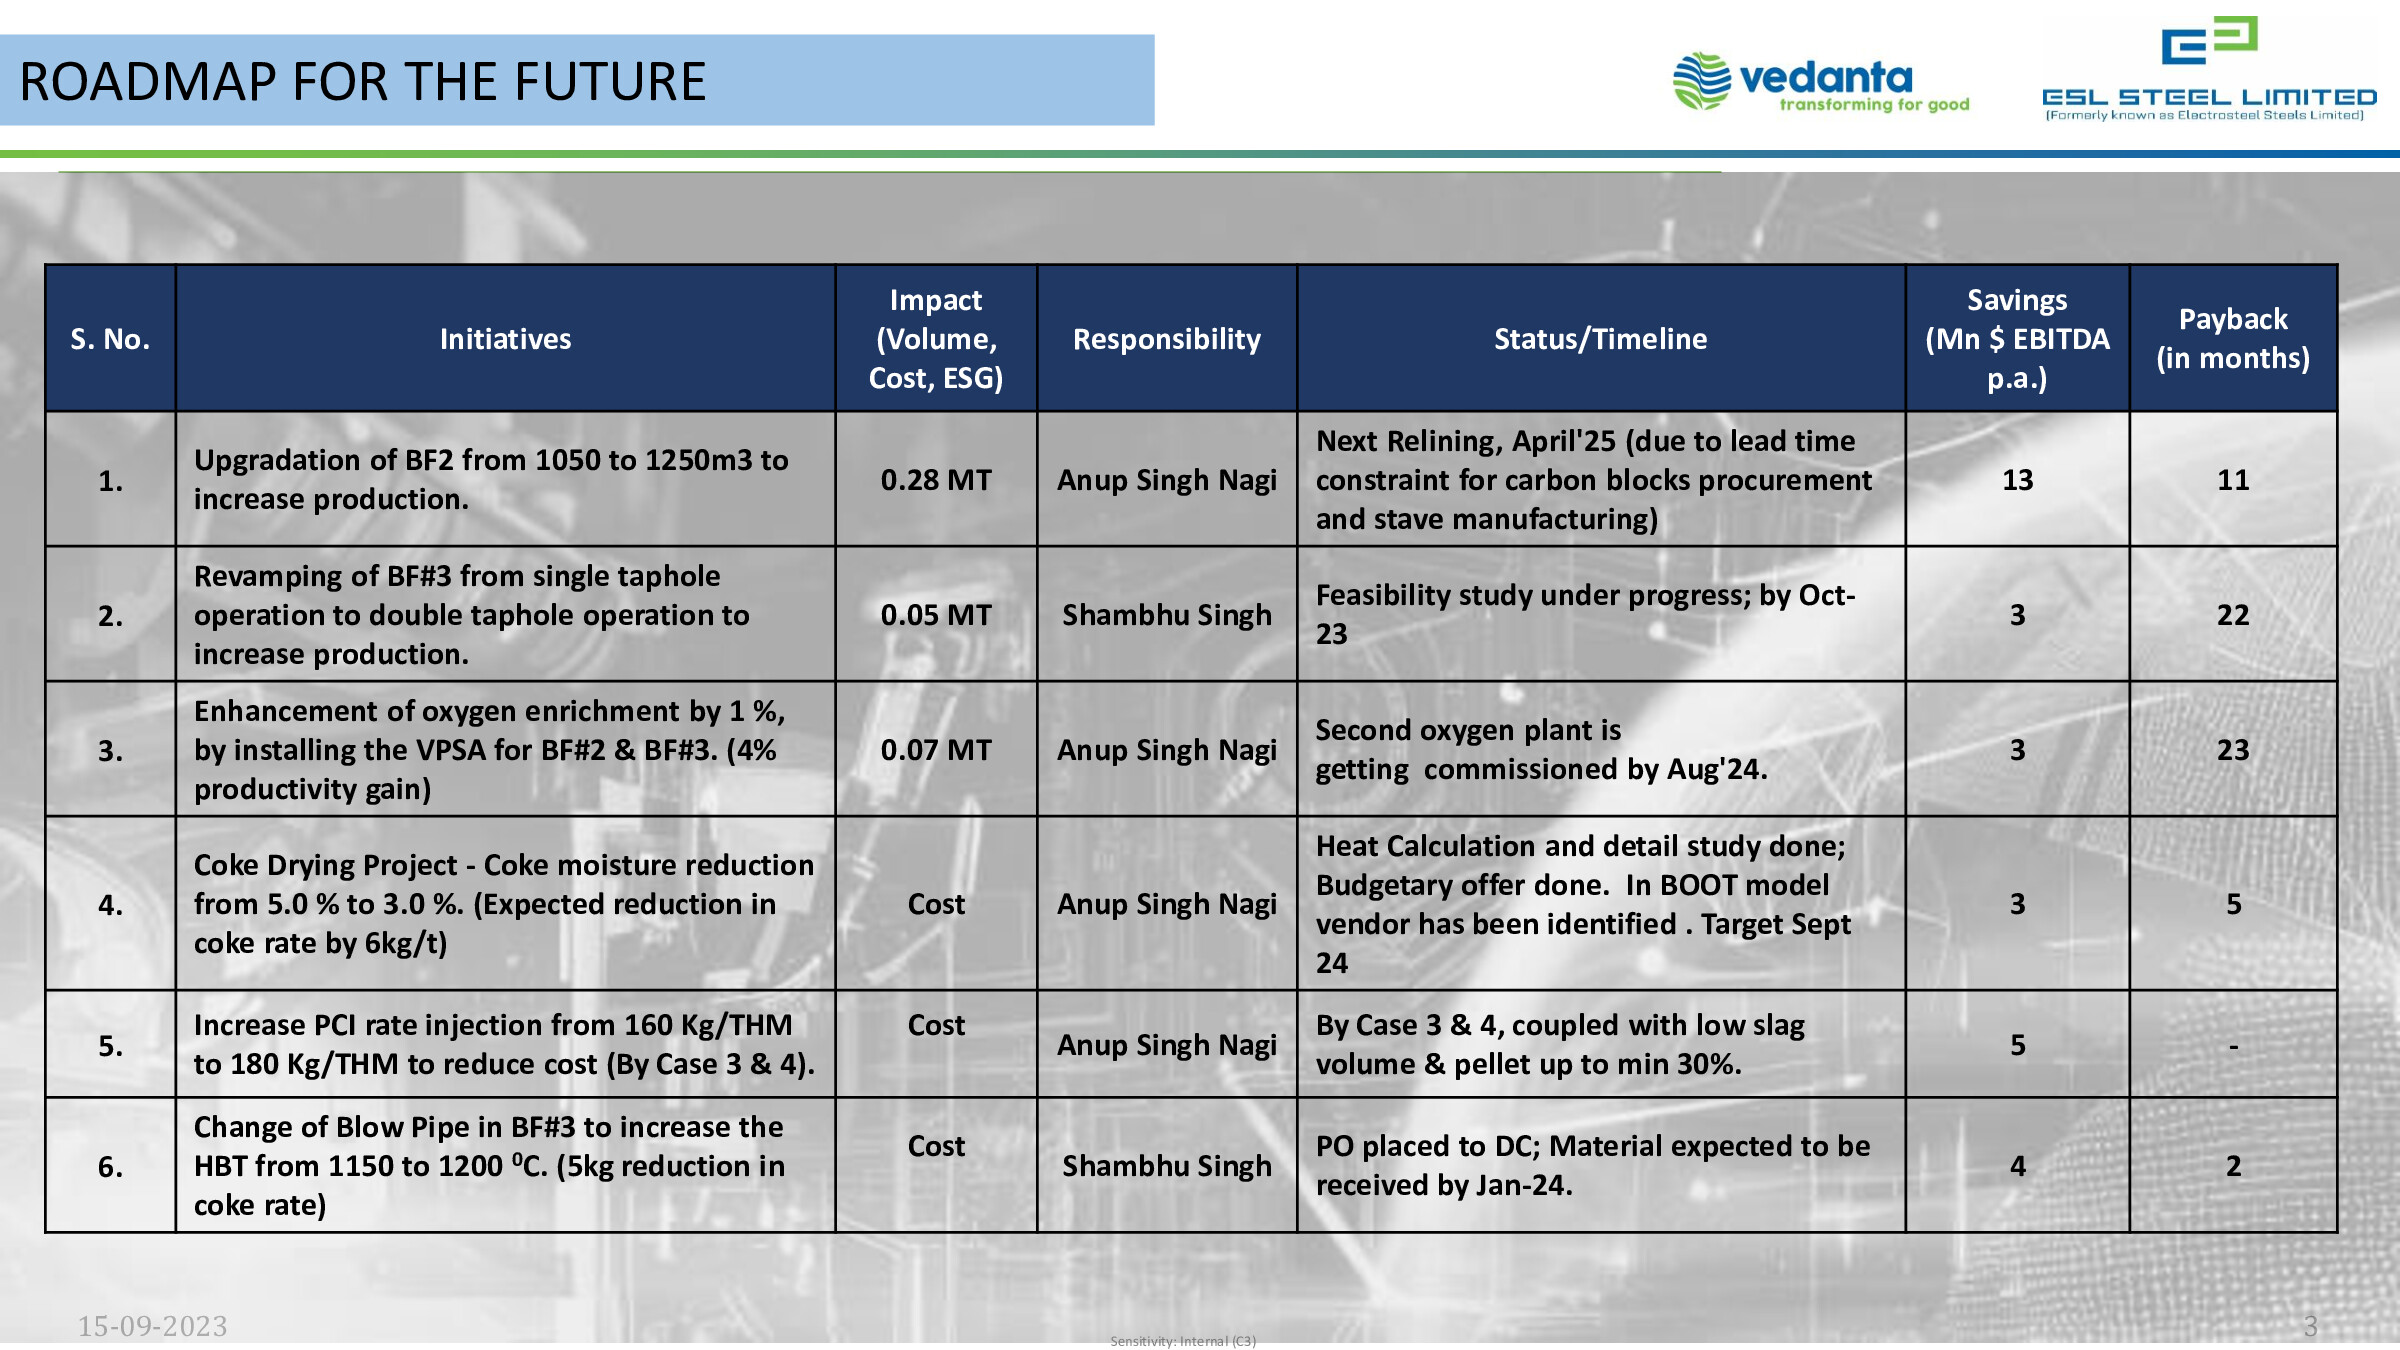 ROADMAP FOR THE FUTURE
vedanta
transforming for good
ESL STEEL LIMITED
(Formerly known as Electrosteel Steels Limited)
S. No.
Initiatives
Impact
(Volume,
Cost, ESG)
Responsibility
Status/Timeline
Savings
(Mn $ EBITDA
p.a.)
Payback
(in months)
1.
Upgradation of BF2 from 1050 to 1250m3 to
increase production.
0.28 MT
Anup Singh Nagi
Next Relining, April'25 (due to lead time
constraint for carbon blocks procurement
and stave manufacturing)
13
11
2.
Revamping of BF#3 from single taphole
operation to double taphole operation to
increase production.
0.05 MT
Shambhu Singh
Feasibility study under progress; by Oct-
23
3
22
3.
Enhancement of oxygen enrichment by 1 %,
by installing the VPSA for BF#2 & BF#3. (4%
productivity gain)
0.07 MT
Anup Singh Nagi
Second oxygen plant is
getting  commissioned by Aug'24.
3
23
4.
Coke Drying Project - Coke moisture reduction
from 5.0 % to 3.0 %. (Expected reduction in
coke rate by 6kg/t)
Cost
Anup Singh Nagi
Heat Calculation and detail study done;
Budgetary offer done.  In BOOT model
vendor has been identified . Target Sept
24
3
5
5.
Increase PCI rate injection from 160 Kg/THM
to 180 Kg/THM to reduce cost (By Case 3 & 4).
Cost
Anup Singh Nagi
By Case 3 & 4, coupled with low slag
volume & pellet up to min 30%.
5
-
6.
Change of Blow Pipe in BF#3 to increase the
HBT from 1150 to 1200 ⁰C. (5kg reduction in
coke rate)
Cost
Shambhu Singh
PO placed to DC; Material expected to be
received by Jan-24.
4
2
15-09-2023
Sensitivity: Internal (C3)
3